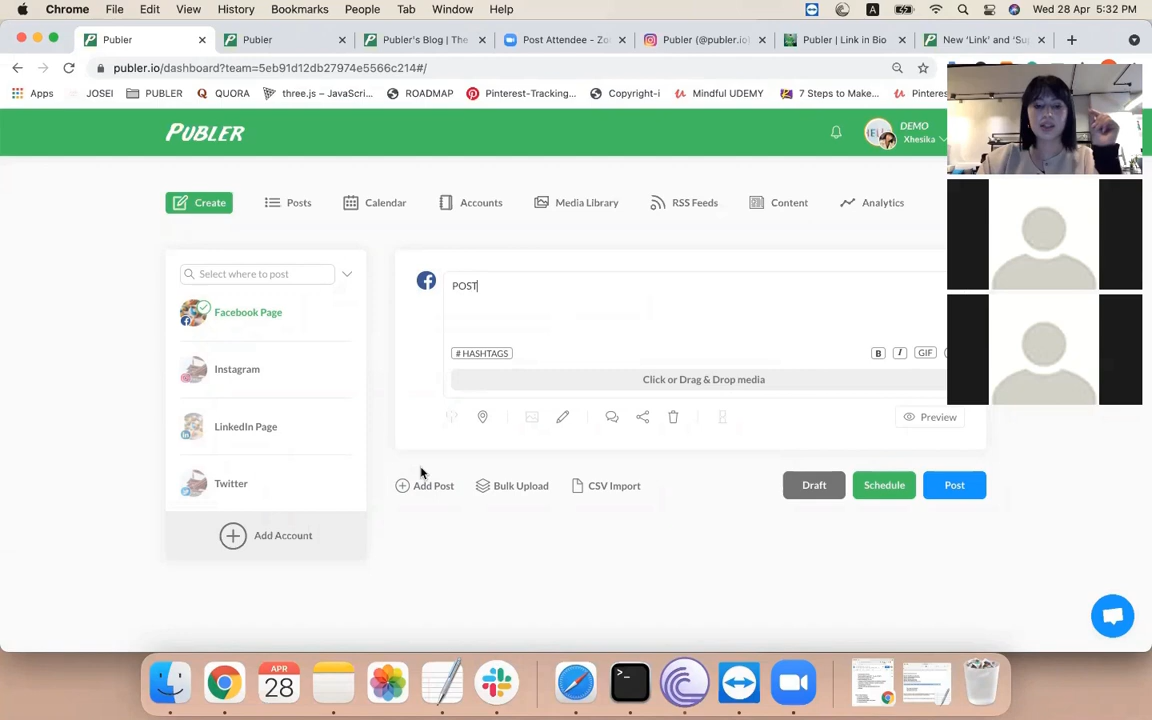 Chrome File Edit View History Bookmarks People Tab Window Help A Wed 28 Apr 5:32 PM
Publer Publer Publer's Blog | The Post Attendee - Zo Publer (@publer.io) Publer | Link in Bio New 'Link' and 'Su
publer.io/dashboard?team=5eb91d12db27974e5566c214#/
Apps JOSEI PUBLER QUORA three.js – JavaScri... ROADMAP Pinterest-Tracking... Copyright-i Mindful UDEMY 7 Steps to Make... Pinteres
PUBLER
DEMO
Xhesika
Create Posts Calendar Accounts Media Library RSS Feeds Content Analytics
Select where to post
Facebook Page
Instagram
LinkedIn Page
Twitter
Add Account
POST
# HASHTAGS B I GIF
Click or Drag & Drop media
Preview
Add Post Bulk Upload CSV Import Draft Schedule Post
APR
28